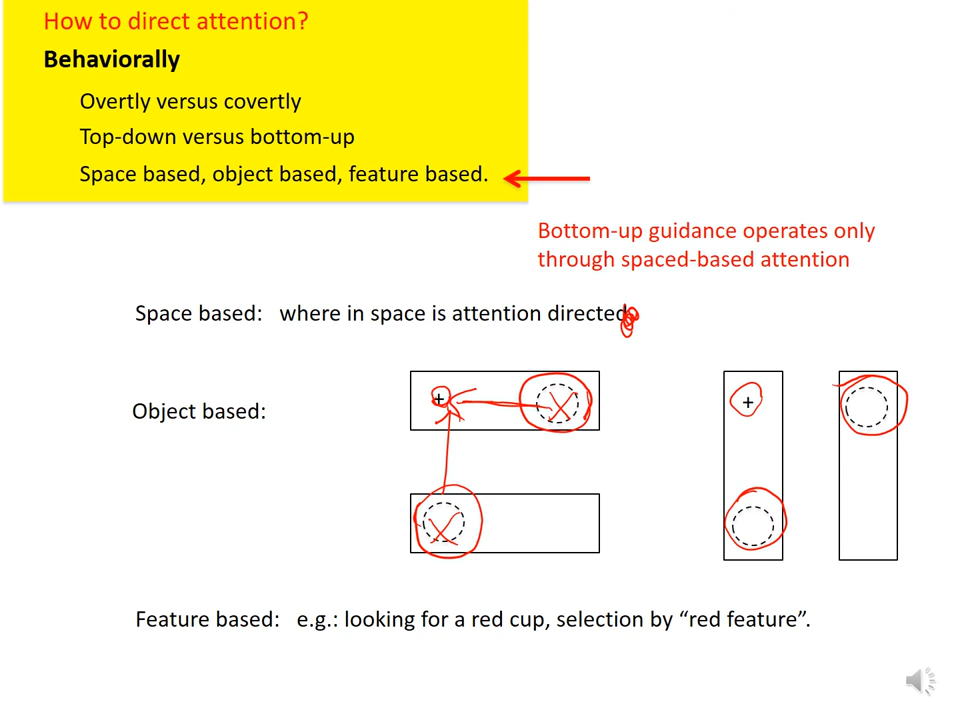 How to direct attention?
Behaviorally
Overtly versus covertly
Top-down versus bottom-up
Space based, object based, feature based.
Bottom-up guidance operates only
through spaced-based attention
Space based: where in space is attention directed
Object based:
+
+
X
X
Feature based: e.g.: looking for a red cup, selection by “red feature”.